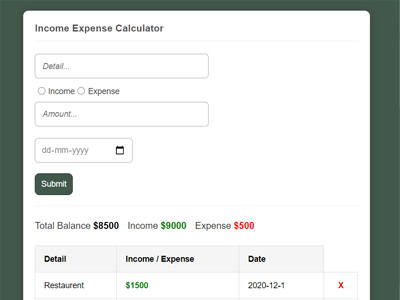 Income Expense Calculator
Detail...
Income Expense
Amount...
dd-mm-yyyy
Submit
Total Balance $8500 Income $9000 Expense $500
Detail Income / Expense Date
Restaurent $1500 2020-12-1 X